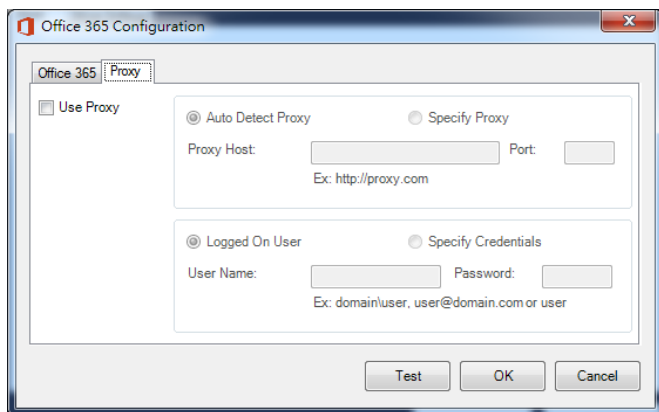 Office 365 Configuration
Office 365 Proxy
Use Proxy
Auto Detect Proxy Specify Proxy
Proxy Host: Port:
Ex: http://proxy.com
Logged On User Specify Credentials
User Name: Password:
Ex: domain\user, user@domain.com or user
Test OK Cancel